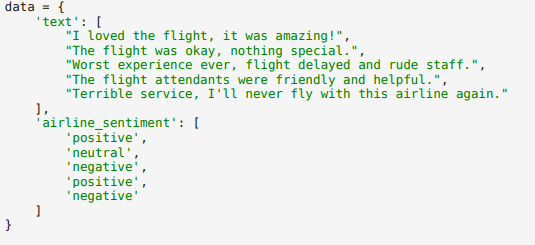 data = {
    'text': [
        "I loved the flight, it was amazing!",
        "The flight was okay, nothing special.",
        "Worst experience ever, flight delayed and rude staff.",
        "The flight attendants were friendly and helpful.",
        "Terrible service, I'll never fly with this airline again."
    ],
    'airline_sentiment': [
        'positive',
        'neutral',
        'negative',
        'positive',
        'negative'
    ]
}